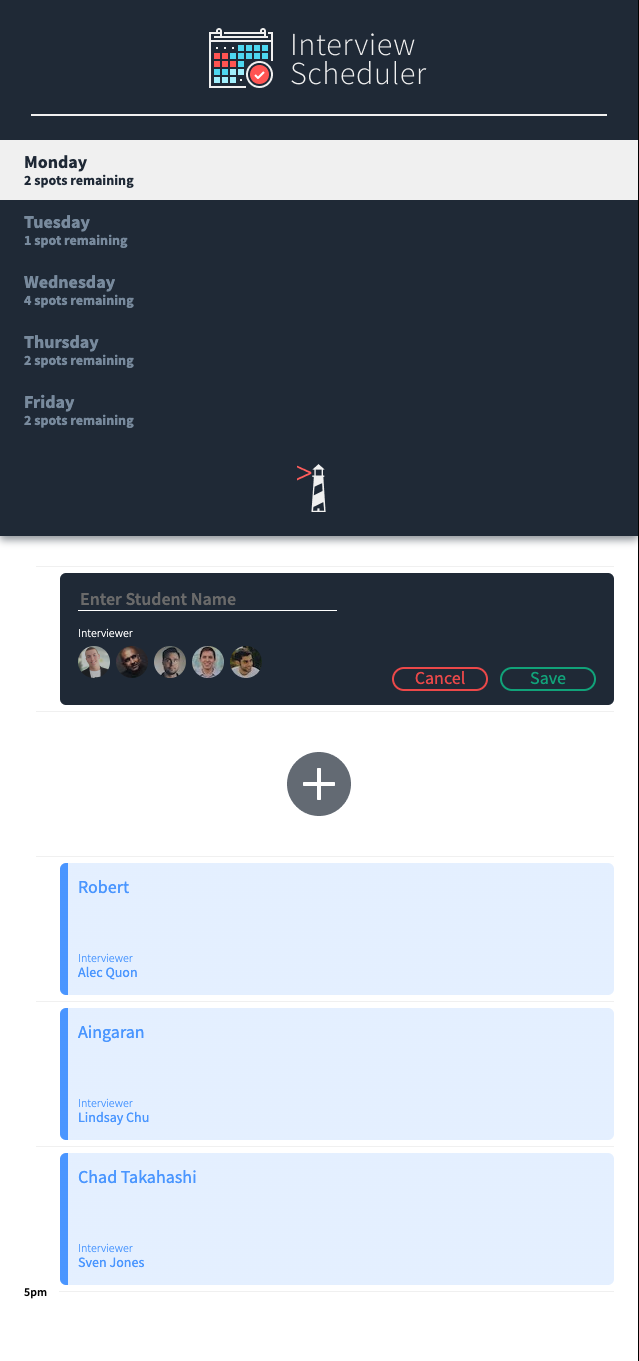 Interview
Scheduler
Monday
2 spots remaining
Tuesday
1 spot remaining
Wednesday
4 spots remaining
Thursday
2 spots remaining
Friday
2 spots remaining
Enter Student Name
Interviewer
Cancel
Save
Robert
Interviewer
Alec Quon
Aingaran
Interviewer
Lindsay Chu
Chad Takahashi
Interviewer
Sven Jones
5pm